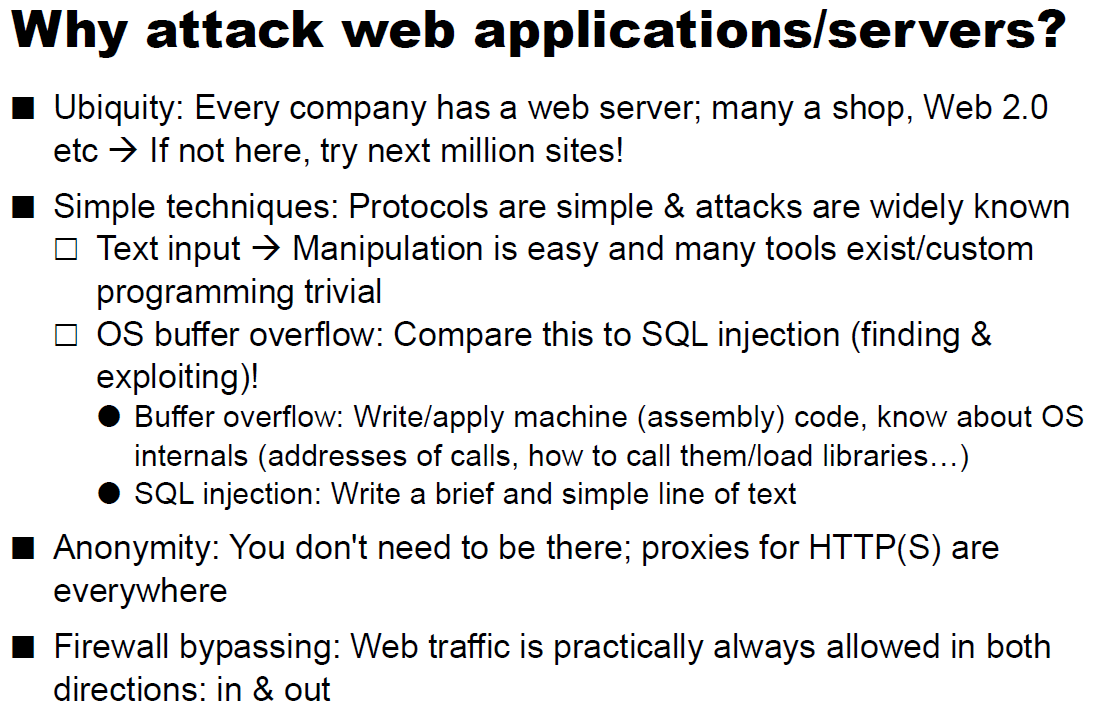 Why attack web applications/servers?
■ Ubiquity: Every company has a web server; many a shop, Web 2.0
etc → If not here, try next million sites!
■ Simple techniques: Protocols are simple & attacks are widely known
□ Text input → Manipulation is easy and many tools exist/custom
programming trivial
□ OS buffer overflow: Compare this to SQL injection (finding &
exploiting)!
● Buffer overflow: Write/apply machine (assembly) code, know about OS
internals (addresses of calls, how to call them/load libraries…)
● SQL injection: Write a brief and simple line of text
■ Anonymity: You don't need to be there; proxies for HTTP(S) are
everywhere
■ Firewall bypassing: Web traffic is practically always allowed in both
directions: in & out